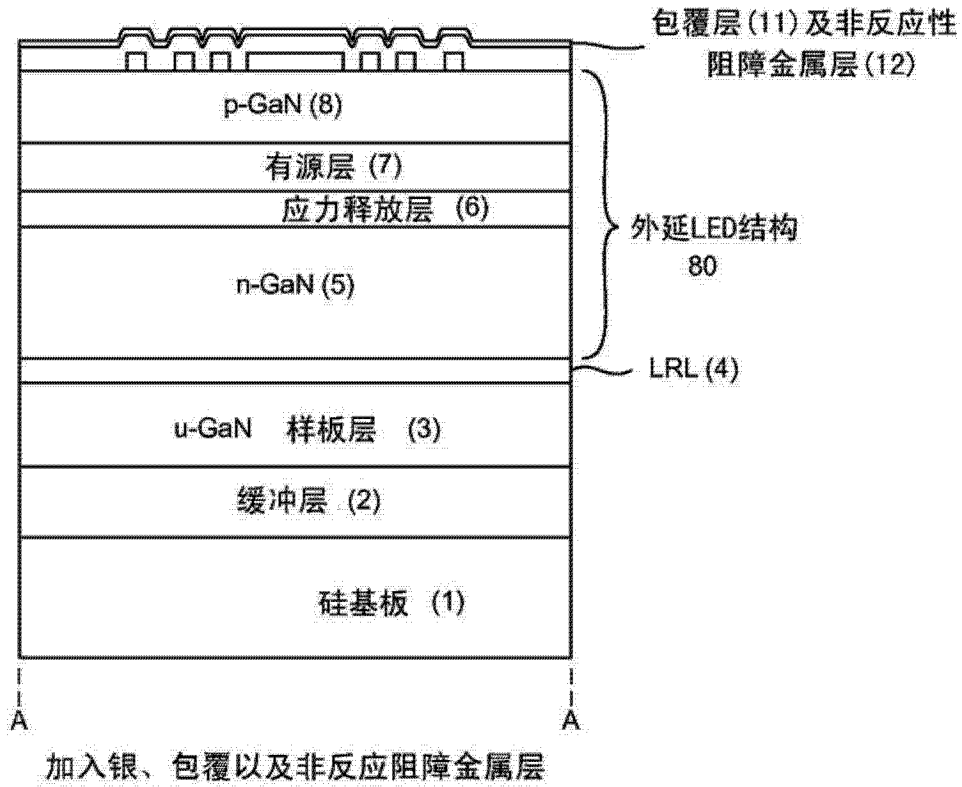 包覆层(11)及非反应性
阻障金属层(12)
p-GaN (8)
有源层 (7)
应力释放层 (6)
外延LED结构
80
n-GaN (5)
LRL (4)
u-GaN 样板层 (3)
缓冲层 (2)
硅基板 (1)
A A
加入银、包覆以及非反应阻障金属层